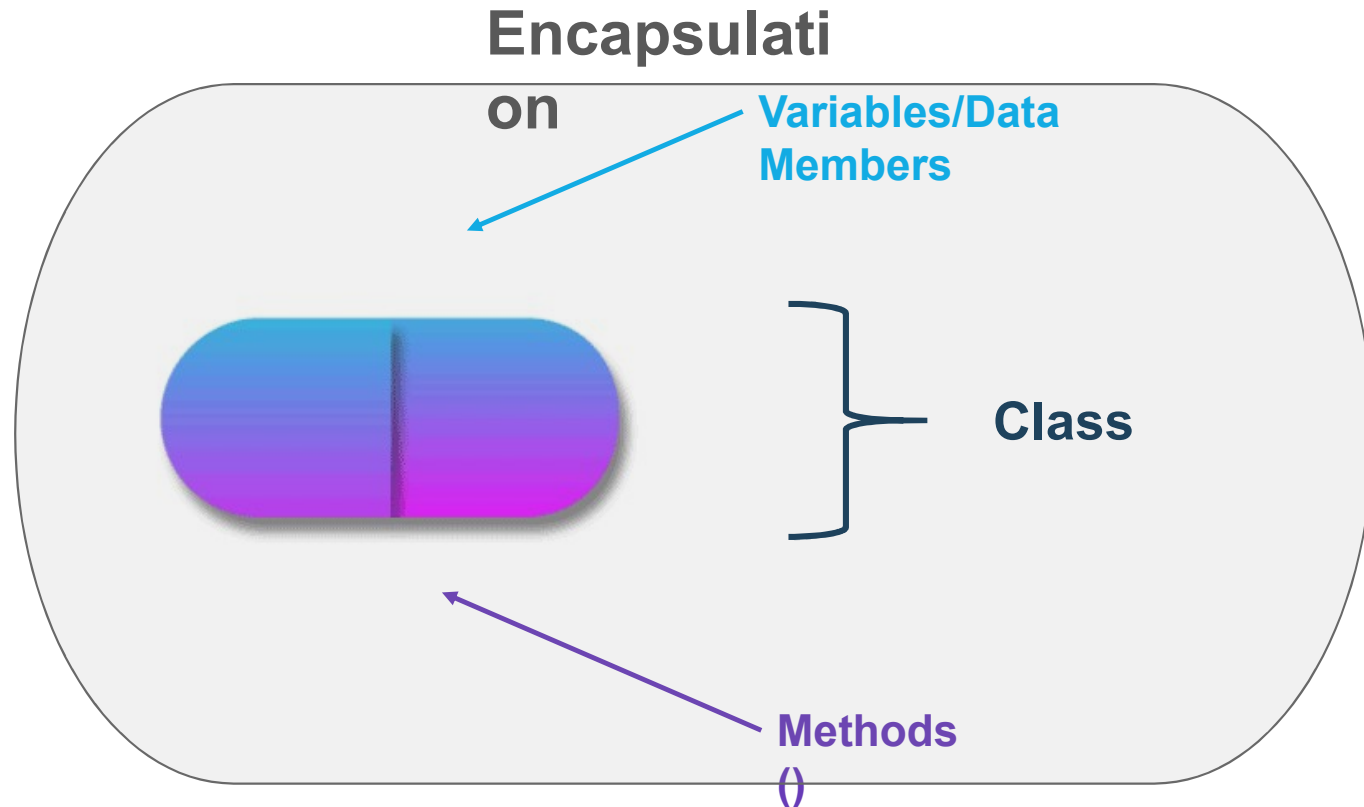 Encapsulati
on
Variables/Data
Members
Class
Methods
()